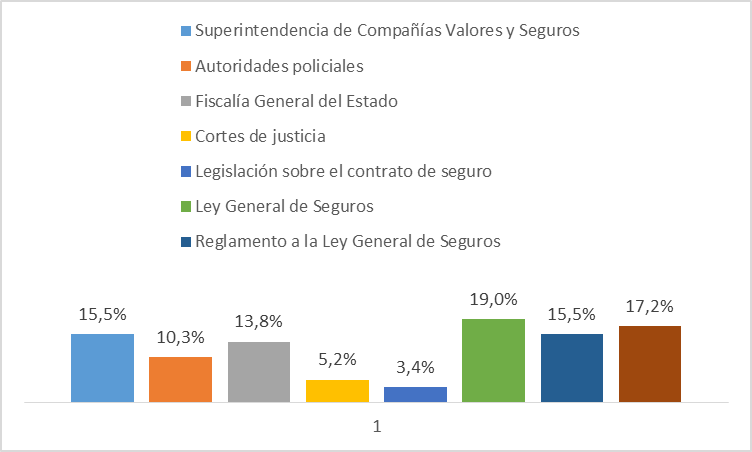 Superintendencia de Compañías Valores y Seguros
Autoridades policiales
Fiscalía General del Estado
Cortes de justicia
Legislación sobre el contrato de seguro
Ley General de Seguros
Reglamento a la Ley General de Seguros
15,5% 10,3% 13,8% 5,2% 3,4% 19,0% 15,5% 17,2%
1